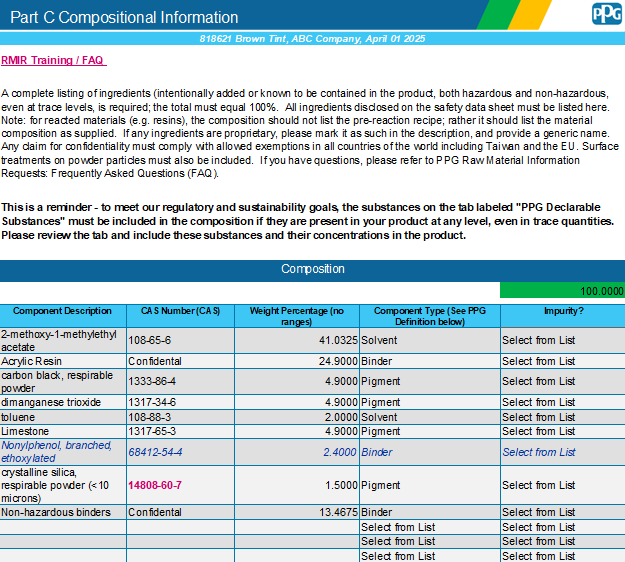 Part C Compositional Information
PPG
818621 Brown Tint, ABC Company, April 01 2025
RMIR Training / FAQ
A complete listing of ingredients (intentionally added or known to be contained in the product, both hazardous and non-hazardous,
even at trace levels, is required; the total must equal 100%. All ingredients disclosed on the safety data sheet must be listed here.
Note: for reacted materials (e.g. resins), the composition should not list the pre-reaction recipe; rather it should list the material
composition as supplied. If any ingredients are proprietary, please mark it as such in the description, and provide a generic name.
Any claim for confidentiality must comply with allowed exemptions in all countries of the world including Taiwan and the EU. Surface
treatments on powder particles must also be included. If you have questions, please refer to PPG Raw Material Information
Requests: Frequently Asked Questions (FAQ).
This is a reminder - to meet our regulatory and sustainability goals, the substances on the tab labeled "PPG Declarable
Substances" must be included in the composition if they are present in your product at any level, even in trace quantities.
Please review the tab and include these substances and their concentrations in the product.
Composition
100.0000
Component Description CAS Number (CAS) Weight Percentage (no ranges) Component Type (See PPG Definition below) Impurity?
2-methoxy-1-methylethyl acetate 108-65-6 41.0325 Solvent Select from List
Acrylic Resin Confidental 24.9000 Binder Select from List
carbon black, respirable powder 1333-86-4 4.9000 Pigment Select from List
dimanganese trioxide 1317-34-6 4.9000 Pigment Select from List
toluene 108-88-3 2.0000 Solvent Select from List
Limestone 1317-65-3 4.9000 Pigment Select from List
Nonylphenol, branched, ethoxylated 68412-54-4 2.4000 Binder Select from List
crystalline silica, respirable powder (<10 microns) 14808-60-7 1.5000 Pigment Select from List
Non-hazardous binders Confidental 13.4675 Binder Select from List
Select from List Select from List
Select from List Select from List
Select from List Select from List